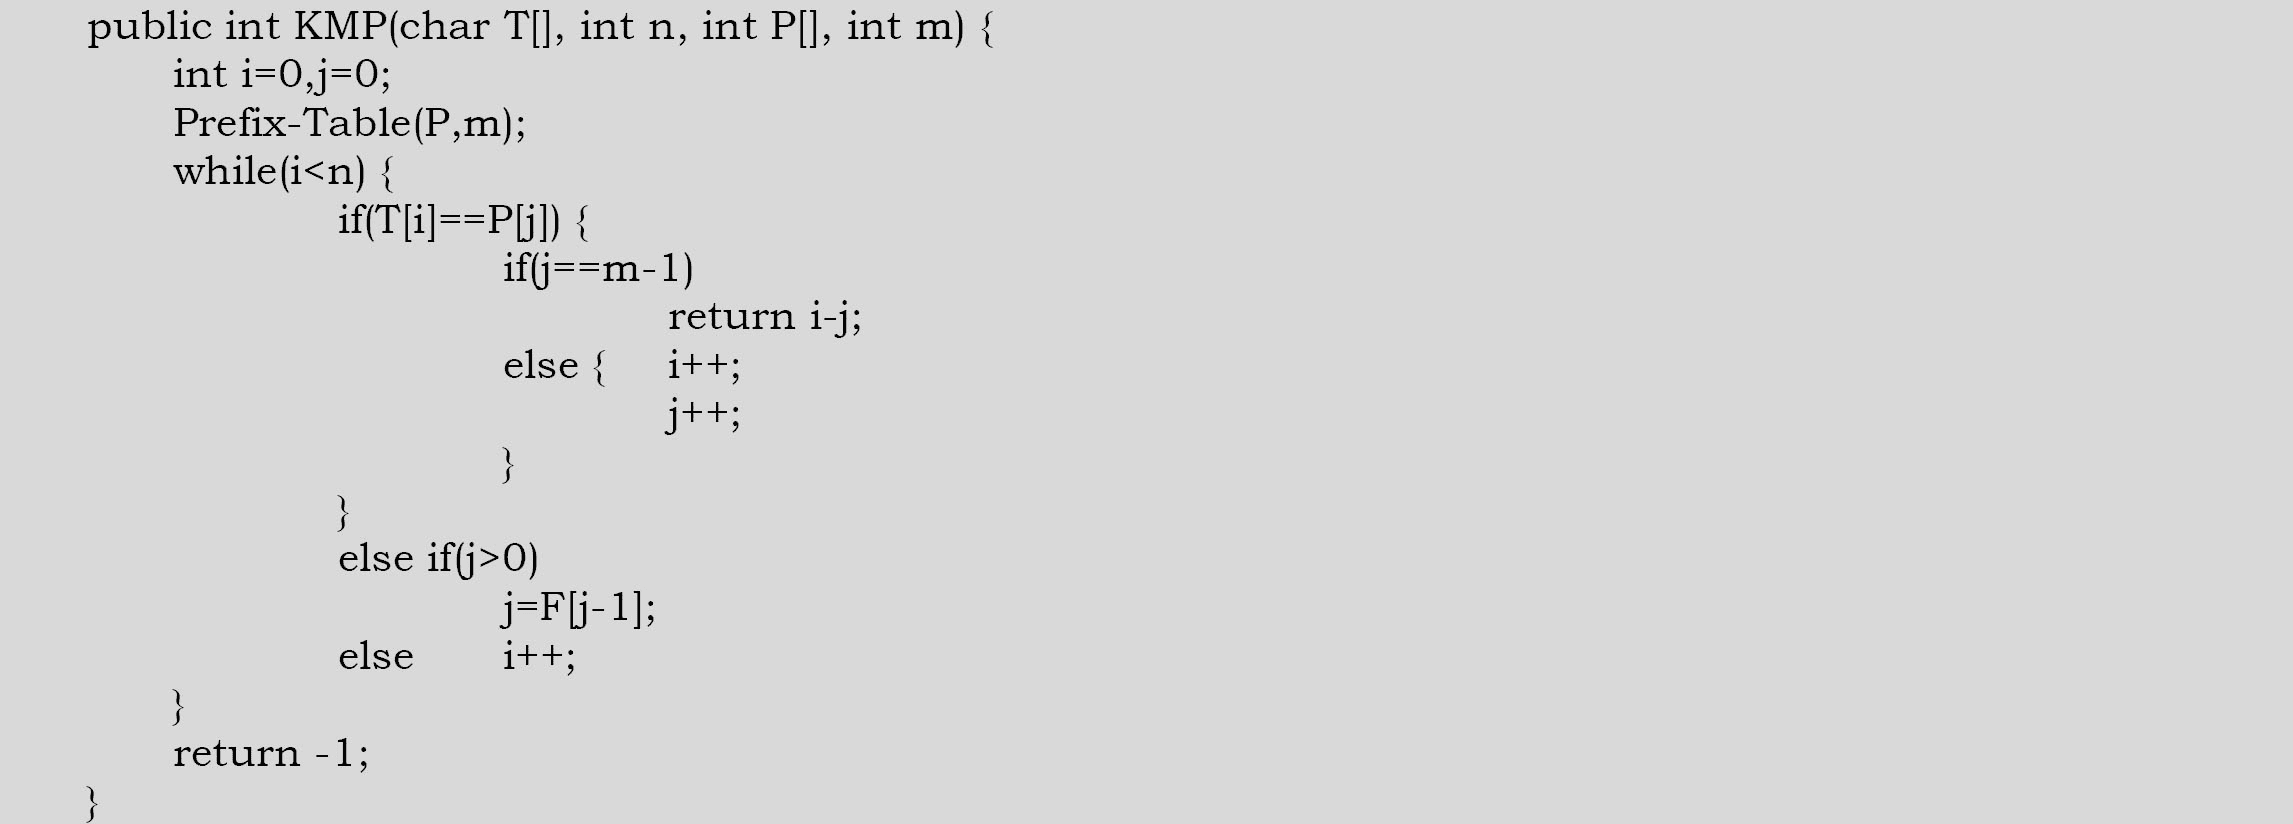 public int KMP(char T[], int n, int P[], int m) {
int i=0,j=0;
Prefix-Table(P,m);
while(i<n) {
if(T[i]==P[j]) {
if(j==m-1)
return i-j;
else { i++;
j++;
}
}
else if(j>0)
j=F[j-1];
else i++;
}
return -1;
}